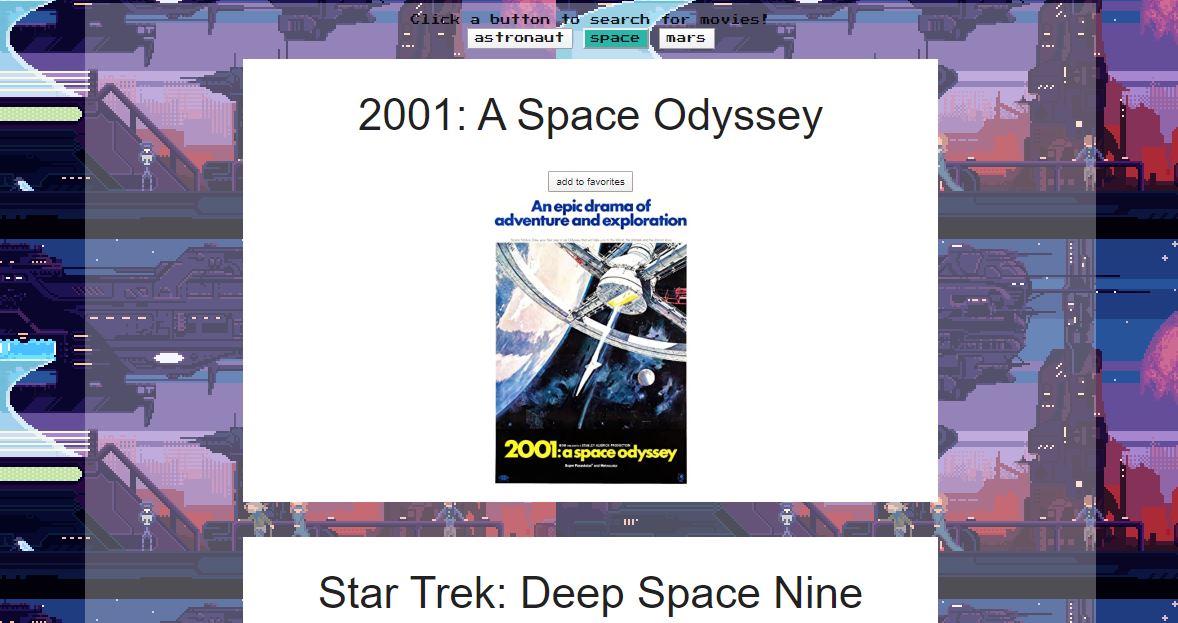 Click a button to search for movies!
astronaut space mars
2001: A Space Odyssey
add to favorites
An epic drama of
adventure and exploration
2001: a space odyssey
Star Trek: Deep Space Nine